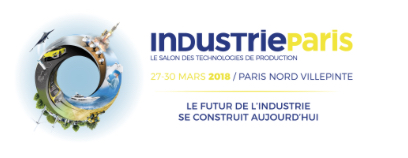 INDUSTRIEPARIS
LE SALON DES TECHNOLOGIES DE PRODUCTION
27-30 MARS 2018 / PARIS NORD VILLEPINTE
LE FUTUR DE L'INDUSTRIE
SE CONSTRUIT AUJOURD'HUI